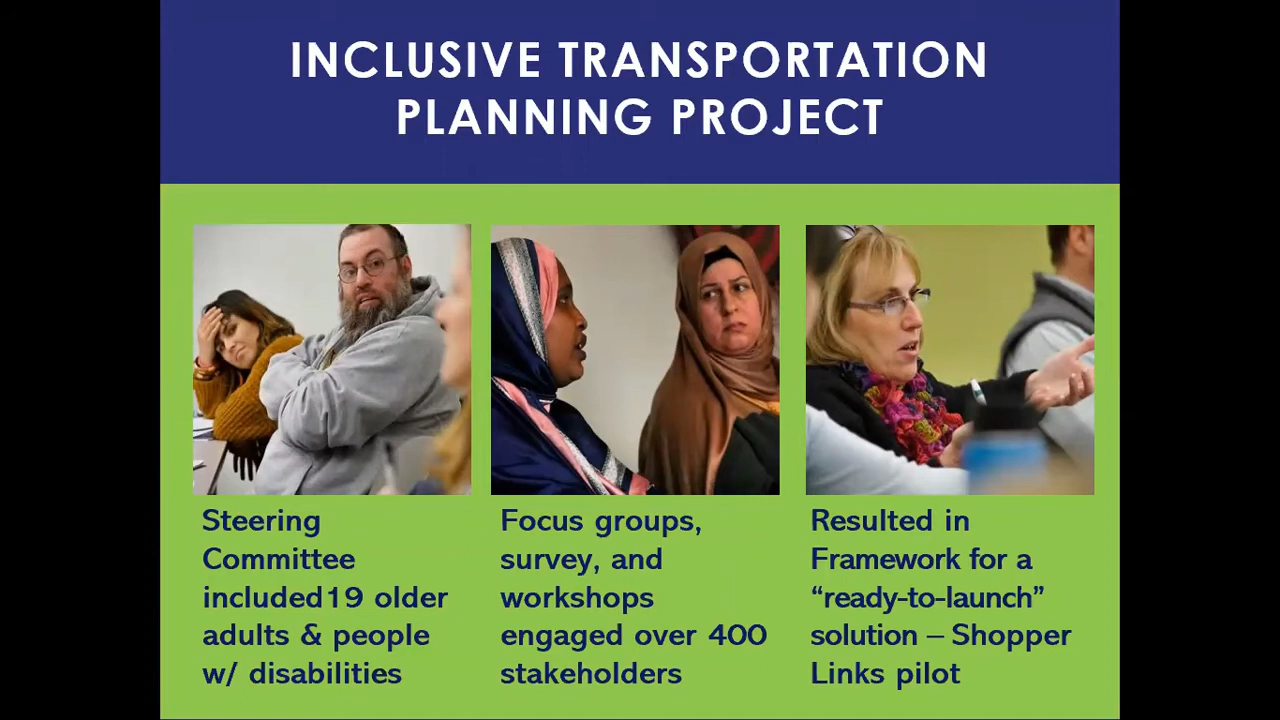 INCLUSIVE TRANSPORTATION
PLANNING PROJECT
Steering
Committee
included19 older
adults & people
w/ disabilities
Focus groups,
survey, and
workshops
engaged over 400
stakeholders
Resulted in
Framework for a
“ready-to-launch”
solution – Shopper
Links pilot